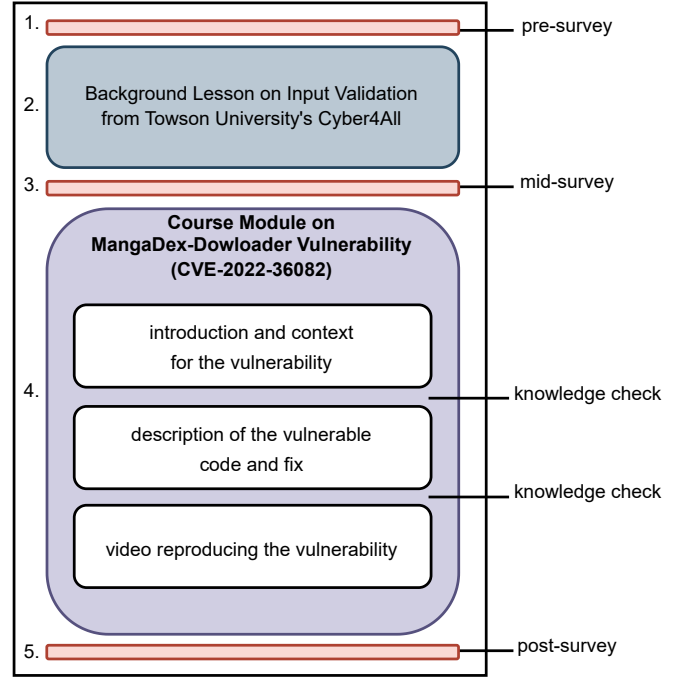 1.
pre-survey
2.
Background Lesson on Input Validation
from Towson University's Cyber4All
3.
mid-survey
Course Module on
MangaDex-Dowloader Vulnerability
(CVE-2022-36082)
introduction and context
for the vulnerability
4.
knowledge check
description of the vulnerable
code and fix
knowledge check
video reproducing the vulnerability
5.
post-survey